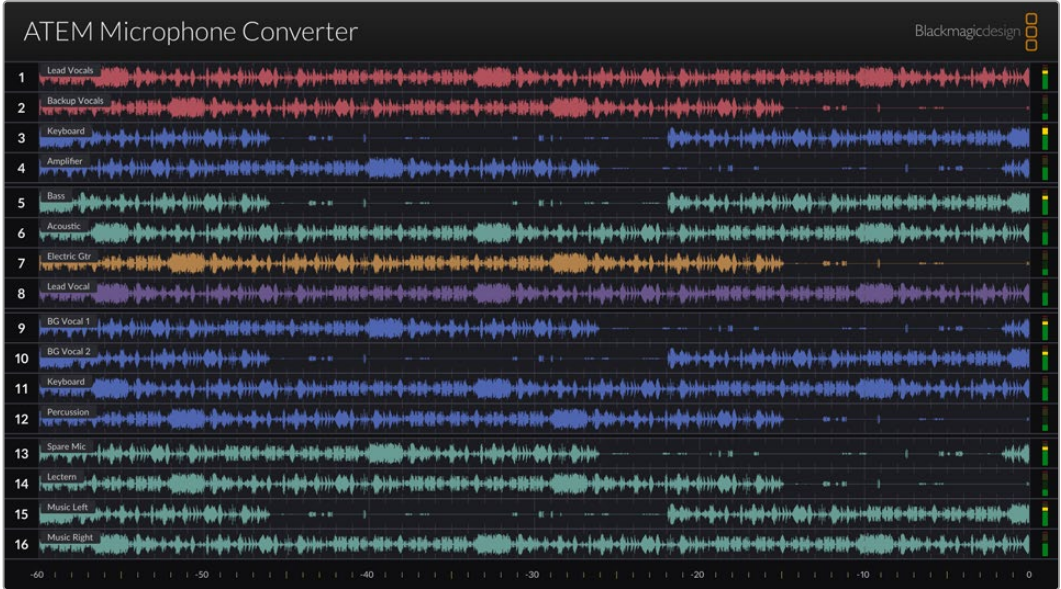 ATEM Microphone Converter
Blackmagicdesign
1 Lead Vocals
2 Backup Vocals
3 Keyboard
4 Amplifier
5 Bass
6 Acoustic
7 Electric Gtr
8 Lead Vocal
9 BG Vocal 1
10 BG Vocal 2
11 Keyboard
12 Percussion
13 Spare Mic
14 Lectern
15 Music Left
16 Music Right
-60 -50 -40 -30 -20 -10 0